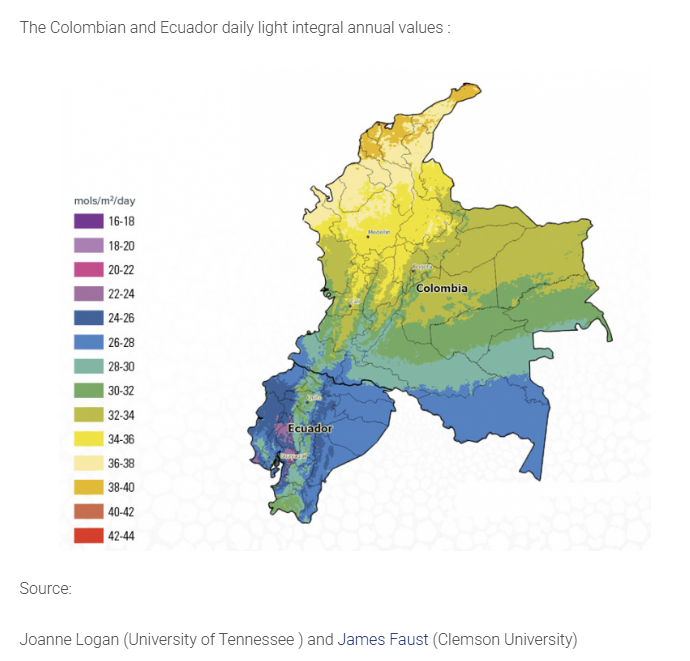 The Colombian and Ecuador daily light integral annual values :
mols/m²/day
16-18
18-20
20-22
22-24
24-26
26-28
28-30
30-32
32-34
34-36
36-38
38-40
40-42
42-44
Medellin
Bogota
Colombia
Cali
Quito
Ecuador
Guayaquil
Source:
Joanne Logan (University of Tennessee ) and James Faust (Clemson University)